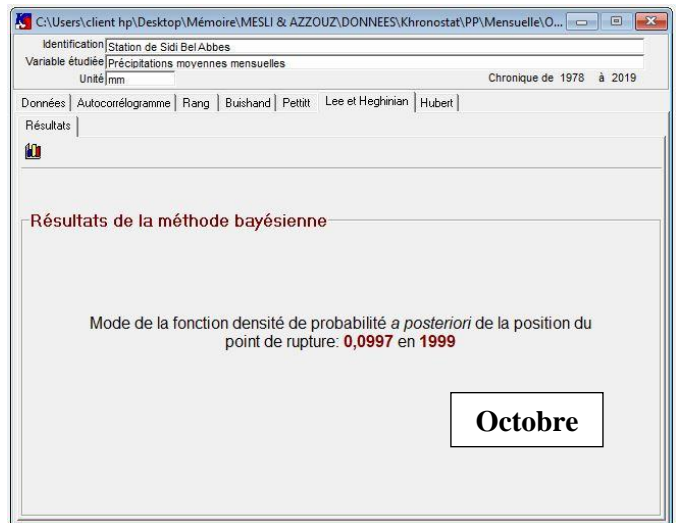 C:\Users\client hp\Desktop\Mémoire\MESLI & AZZOUZ\DONNEES\Khronostat\PP\Mensuelle\O...
Identification Station de Sidi Bel Abbes
Variable étudiée Précipitations moyennes mensuelles
Unité mm Chronique de 1978 à 2019
Données Autocorrélogramme Rang Buishand Pettitt Lee et Heghinian Hubert
Résultats
Résultats de la méthode bayésienne
Mode de la fonction densité de probabilité a posteriori de la position du
point de rupture: 0,0997 en 1999
Octobre